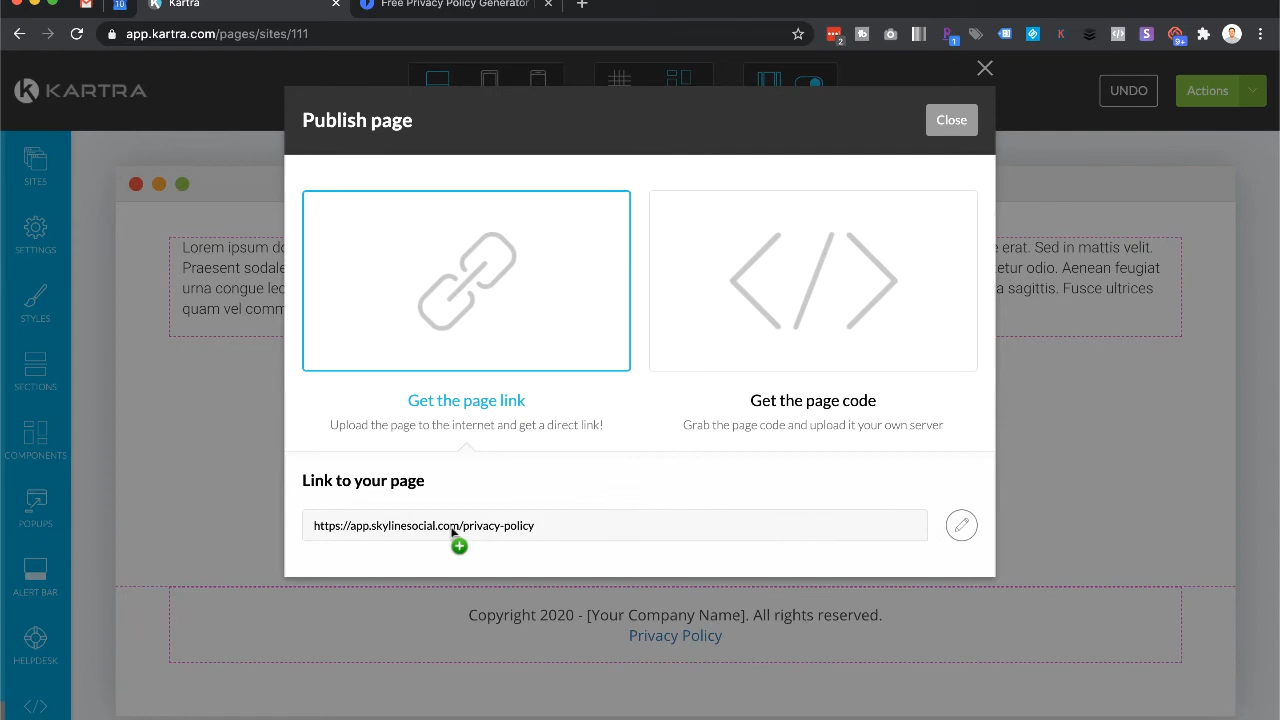 10
Kartra
Free Privacy Policy Generator
app.kartra.com/pages/sites/111
2
1
9+
KARTRA
UNDO
Actions
Publish page
Close
SITES
SETTINGS
STYLES
SECTIONS
COMPONENTS
POPUPS
ALERT BAR
HELPDESK
Lorem ipsum do
Praesent sodale
urna congue lec
quam vel comm
erat. Sed in mattis velit.
etur odio. Aenean feugiat
a sagittis. Fusce ultrices
Get the page link
Upload the page to the internet and get a direct link!
Get the page code
Grab the page code and upload it your own server
Link to your page
https://app.skylinesocial.com/privacy-policy
Copyright 2020 - [Your Company Name]. All rights reserved.
Privacy Policy